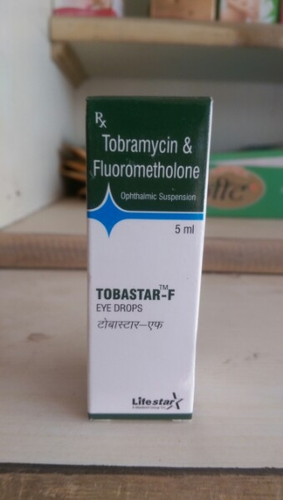 Rx
Tobramycin &
Fluorometholone
Ophthalmic Suspension
5 ml
TOBASTAR™-F
EYE DROPS
टोबास्टार-एफ
Lifestar